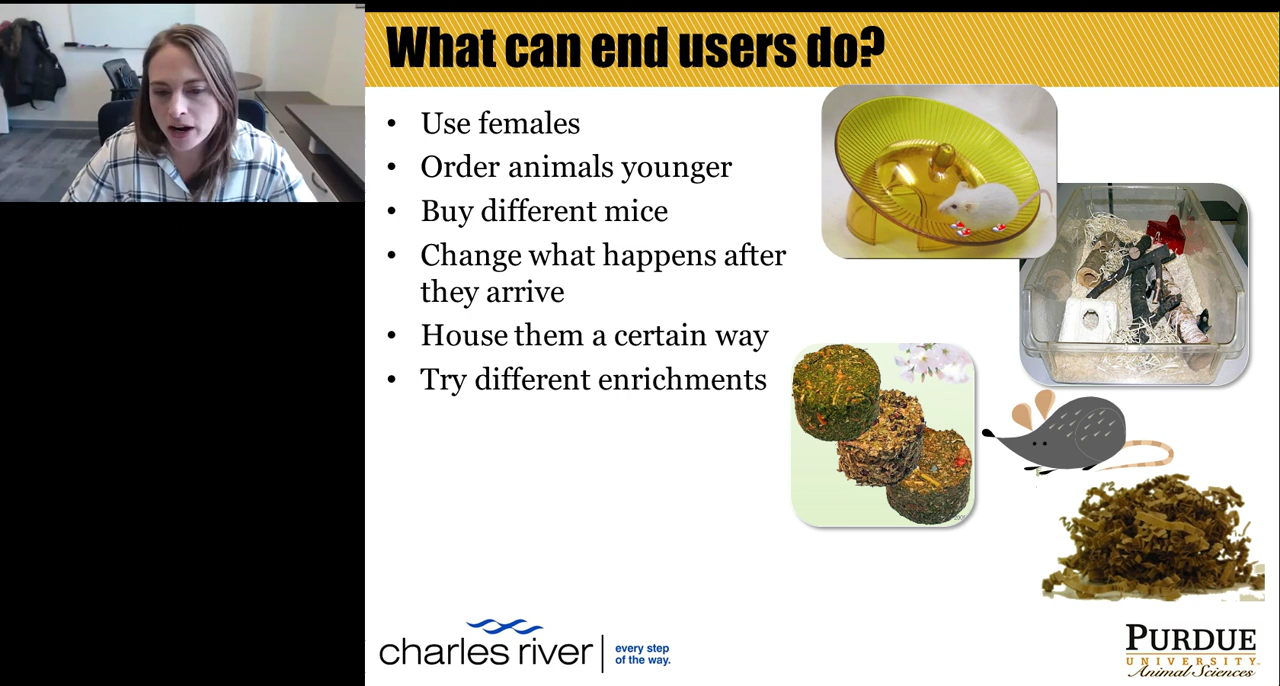 What can end users do?
• Use females
• Order animals younger
• Buy different mice
• Change what happens after
they arrive
• House them a certain way
• Try different enrichments
charles river
every step
of the way.
PURDUE
UNIVERSITY
Animal Sciences